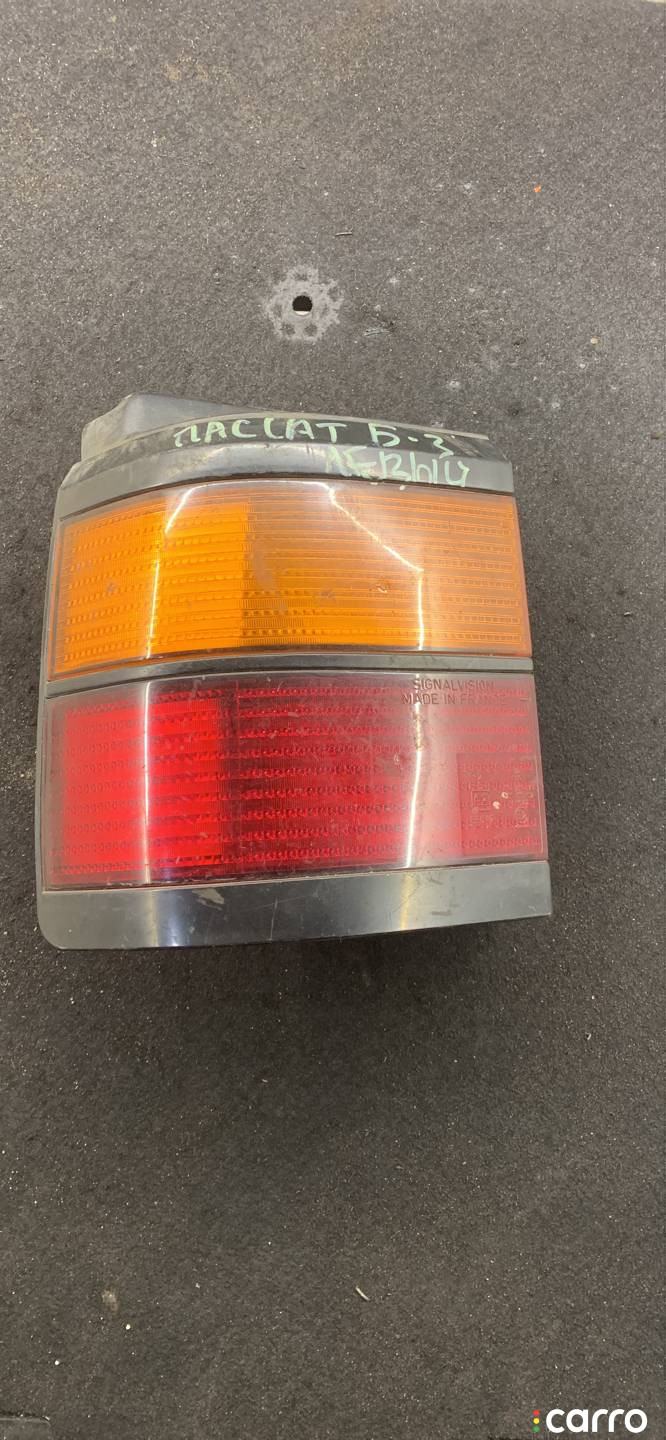 ПАССАТ Б-3
ЛЕВЫЙ
SIGNALVISION
MADE IN FRANCE
carro